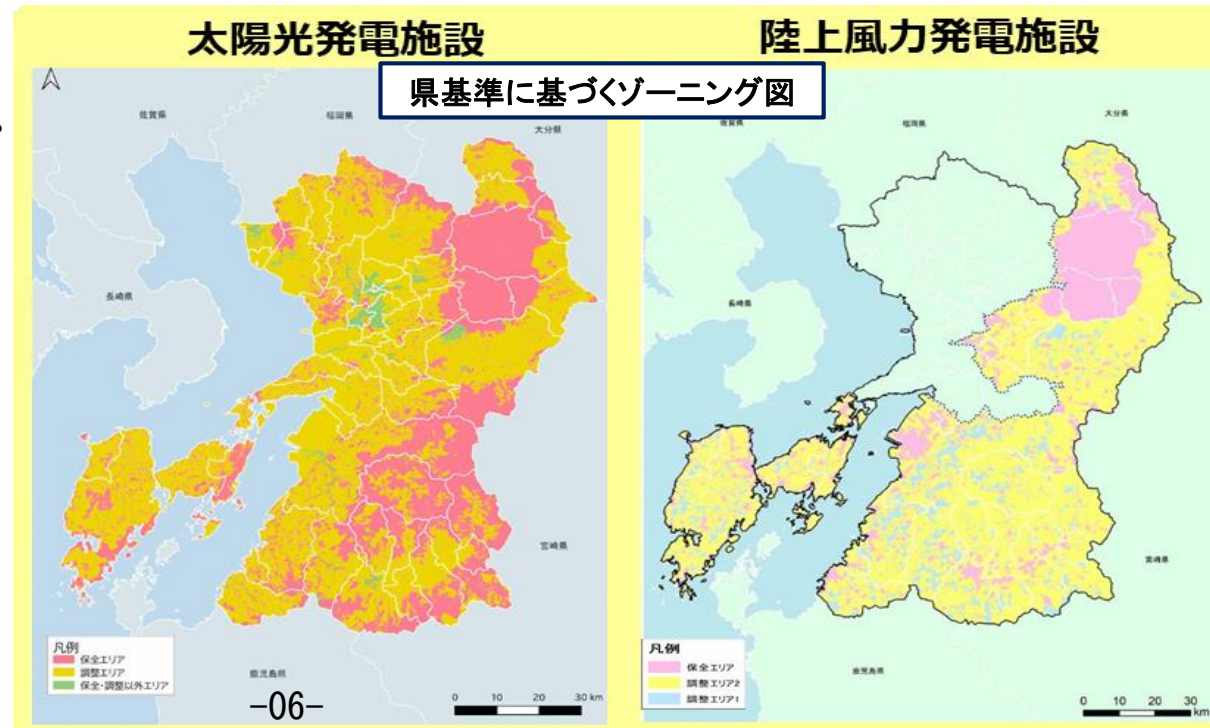 太陽光発電施設
陸上風力発電施設
県基準に基づくゾーニング図
佐賀県
福岡県
大分県
長崎県
宮崎県
鹿児島県
凡例
保全エリア
調整エリア
保全・調整以外エリア
-06-
0 10 20 30 km
佐賀県
福岡県
大分県
長崎県
宮崎県
鹿児島県
凡例
保全エリア
調整エリア2
調整エリア1
0 10 20 30
km